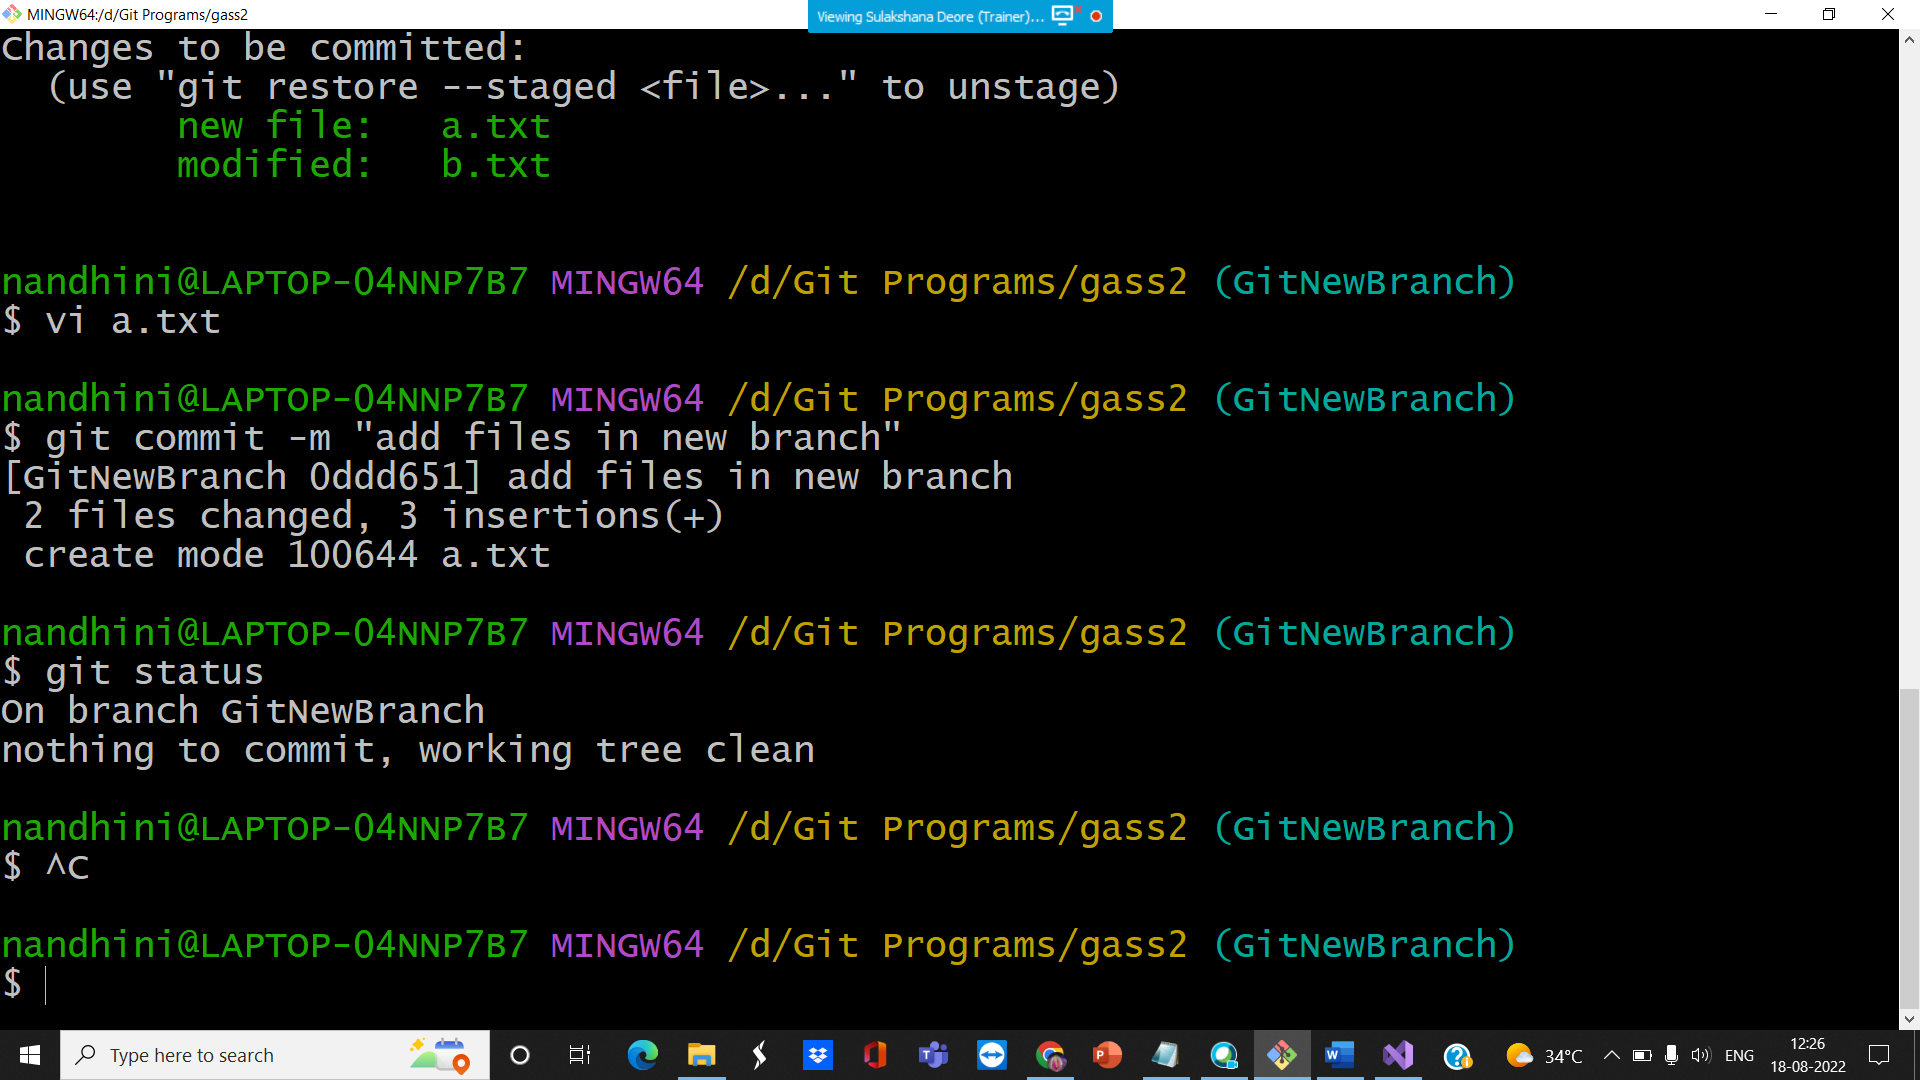 MINGW64:/d/Git Programs/gass2
Viewing Sulakshana Deore (Trainer)...
Changes to be committed:
  (use "git restore --staged <file>..." to unstage)
        new file:   a.txt
        modified:   b.txt
nandhini@LAPTOP-04NNP7B7 MINGW64 /d/Git Programs/gass2 (GitNewBranch)
$ vi a.txt
nandhini@LAPTOP-04NNP7B7 MINGW64 /d/Git Programs/gass2 (GitNewBranch)
$ git commit -m "add files in new branch"
[GitNewBranch 0ddd651] add files in new branch
 2 files changed, 3 insertions(+)
 create mode 100644 a.txt
nandhini@LAPTOP-04NNP7B7 MINGW64 /d/Git Programs/gass2 (GitNewBranch)
$ git status
On branch GitNewBranch
nothing to commit, working tree clean
nandhini@LAPTOP-04NNP7B7 MINGW64 /d/Git Programs/gass2 (GitNewBranch)
$ ^C
nandhini@LAPTOP-04NNP7B7 MINGW64 /d/Git Programs/gass2 (GitNewBranch)
$
Type here to search
34°C
ENG
12:26
18-08-2022